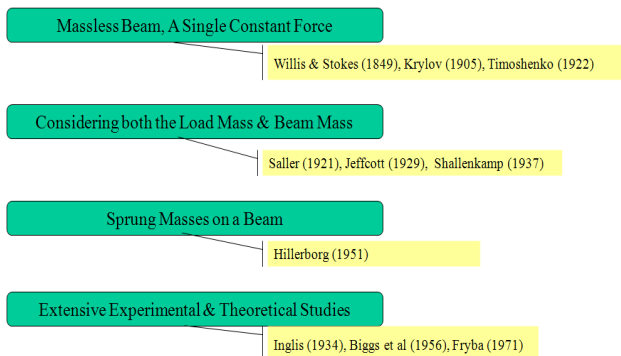 Massless Beam, A Single Constant Force
Willis & Stokes (1849), Krylov (1905), Timoshenko (1922)
Considering both the Load Mass & Beam Mass
Saller (1921), Jeffcott (1929), Shallenkamp (1937)
Sprung Masses on a Beam
Hillerborg (1951)
Extensive Experimental & Theoretical Studies
Inglis (1934), Biggs et al (1956), Fryba (1971)